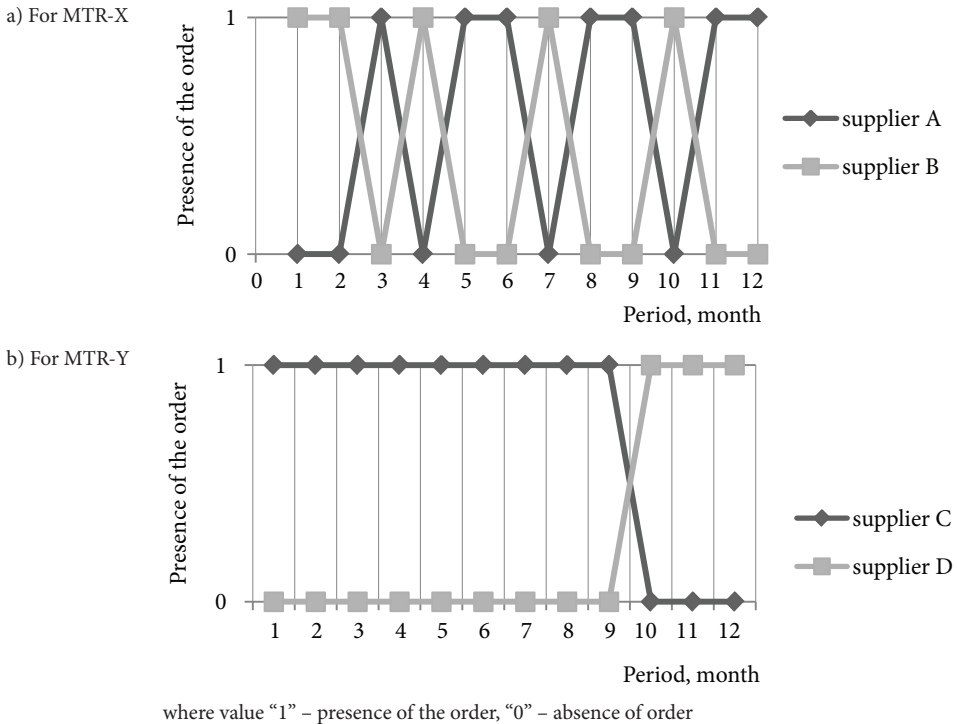 a) For MTR-X
Presence of the order
1
0
0 1 2 3 4 5 6 7 8 9 10 11 12
Period, month
supplier A
supplier B
b) For MTR-Y
Presence of the order
1
0
1 2 3 4 5 6 7 8 9 10 11 12
Period, month
supplier C
supplier D
where value “1” – presence of the order, “0” – absence of order